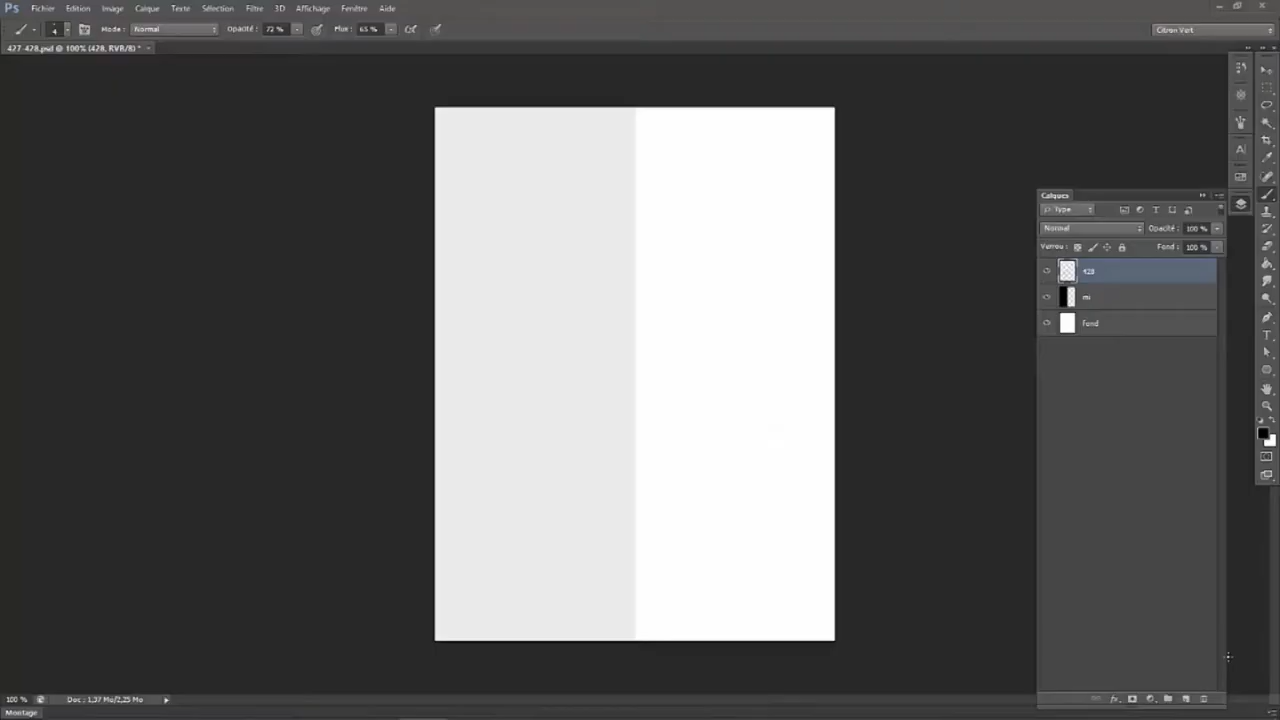 Ps Fichier Edition Image Calque Texte Sélection Filtre 3D Affichage Fenêtre Aide
4 Mode : Normal Opacité : 72 % Flux : 65 % Citron Vert
427-428.psd @ 100% (428, RVB/8) *
Calques
Type
Normal Opacité : 100 %
Verrou : Fond : 100 %
428
mi
fond
100 % Doc : 1,37 Mo/2,25 Mo
Montage